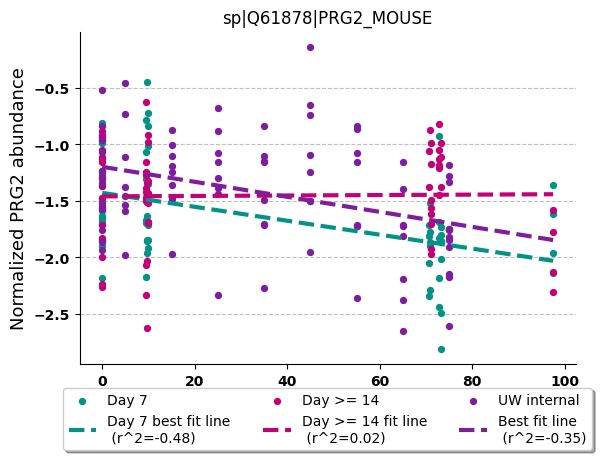 sp|Q61878|PRG2_MOUSE
Normalized PRG2 abundance
−0.5
−1.0
−1.5
−2.0
−2.5
0 20 40 60 80 100
Day 7
Day 7 best fit line
(r^2=-0.48)
Day >= 14
Day >= 14 fit line
(r^2=0.02)
UW internal
Best fit line
(r^2=-0.35)